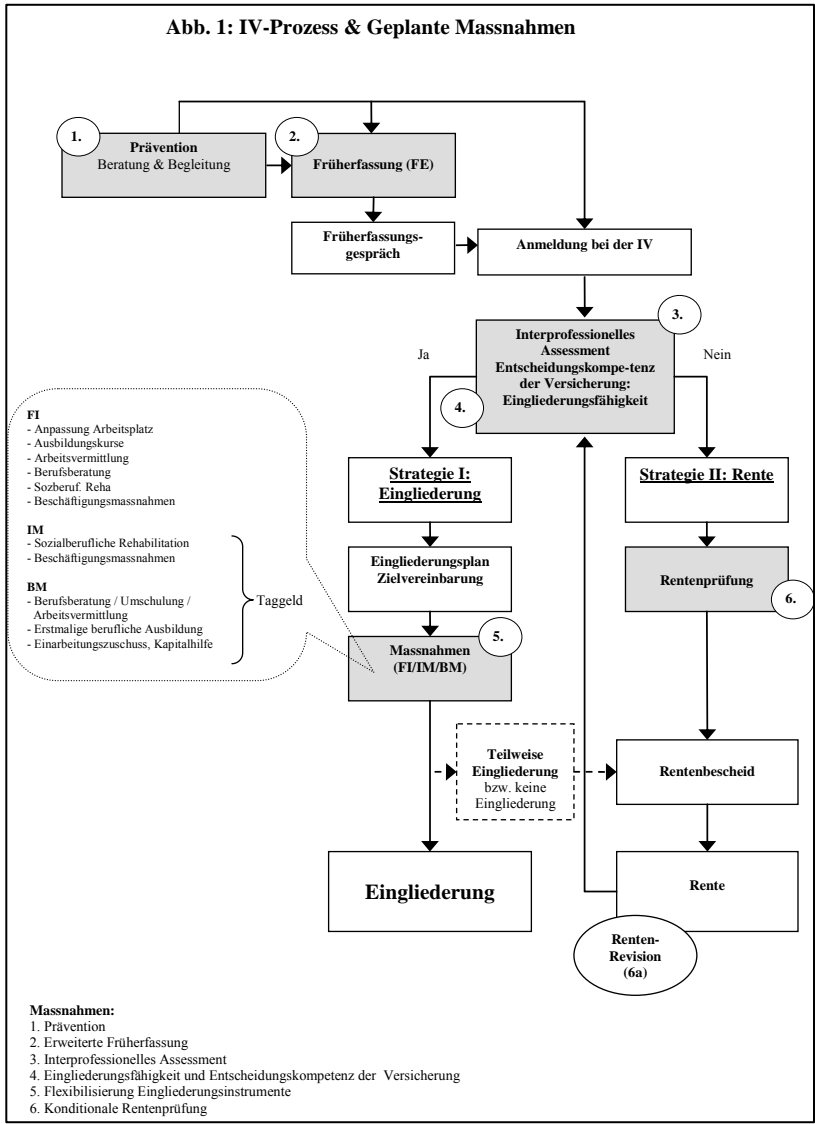 Abb. 1: IV-Prozess & Geplante Massnahmen
1.
Prävention
Beratung & Begleitung
2.
Früherfassung (FE)
Früherfassungs-
gespräch
Anmeldung bei der IV
3.
Interprofessionelles
Assessment
Entscheidungskompe-tenz
der Versicherung:
Eingliederungsfähigkeit
Ja
Nein
4.
FI
- Anpassung Arbeitsplatz
- Ausbildungskurse
- Arbeitsvermittlung
- Berufsberatung
- Sozberuf. Reha
- Beschäftigungsmassnahmen
IM
- Sozialberufliche Rehabilitation
- Beschäftigungsmassnahmen
BM
- Berufsberatung / Umschulung /
Arbeitsvermittlung
- Erstmalige berufliche Ausbildung
- Einarbeitungszuschuss, Kapitalhilfe
Taggeld
Strategie I:
Eingliederung
Strategie II: Rente
Eingliederungsplan
Zielvereinbarung
Rentenprüfung
6.
5.
Massnahmen
(FI/IM/BM)
Teilweise
Eingliederung
bzw. keine
Eingliederung
Rentenbescheid
Eingliederung
Rente
Renten-
Revision
(6a)
Massnahmen:
1. Prävention
2. Erweiterte Früherfassung
3. Interprofessionelles Assessment
4. Eingliederungsfähigkeit und Entscheidungskompetenz der Versicherung
5. Flexibilisierung Eingliederungsinstrumente
6. Konditionale Rentenprüfung